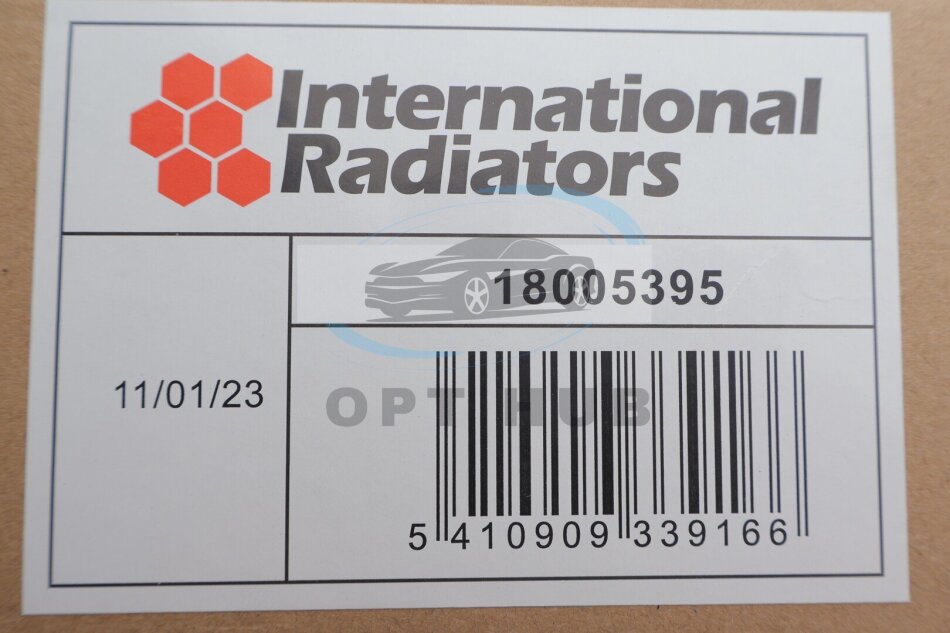 International
Radiators
18005395
11/01/23
OPT HUB
5 410909 339166